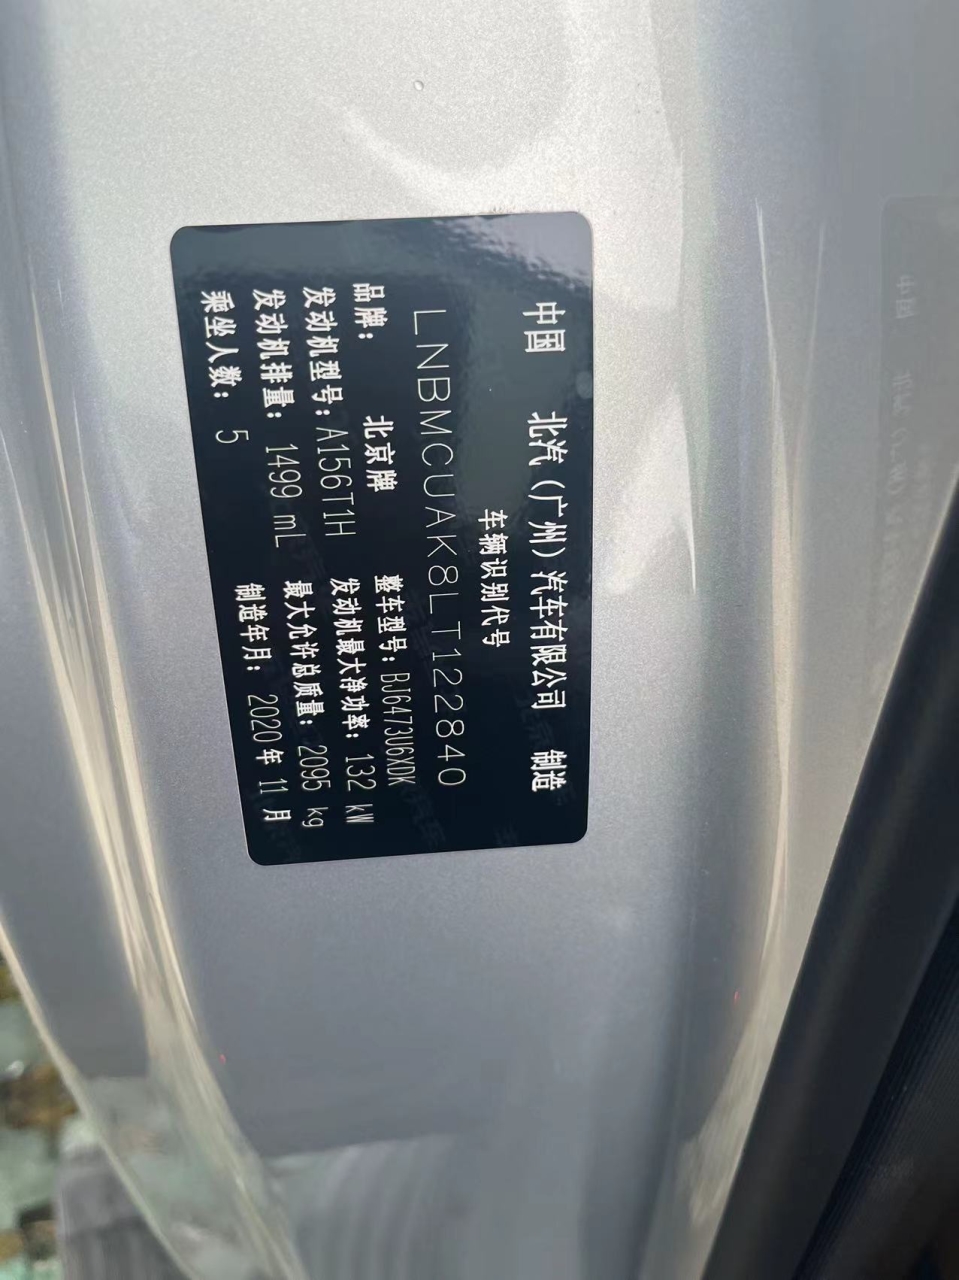 中国 北汽（广州）汽车有限公司 制造
车辆识别代号
LNBMCUAK8LT122840
品牌： 北京牌 整车型号：BJ6473U6XDK
发动机型号：A156T1H 发动机最大净功率：132 kW
发动机排量：1499 mL 最大允许总质量：2095 kg
乘坐人数：5 制造年月：2020年 11月